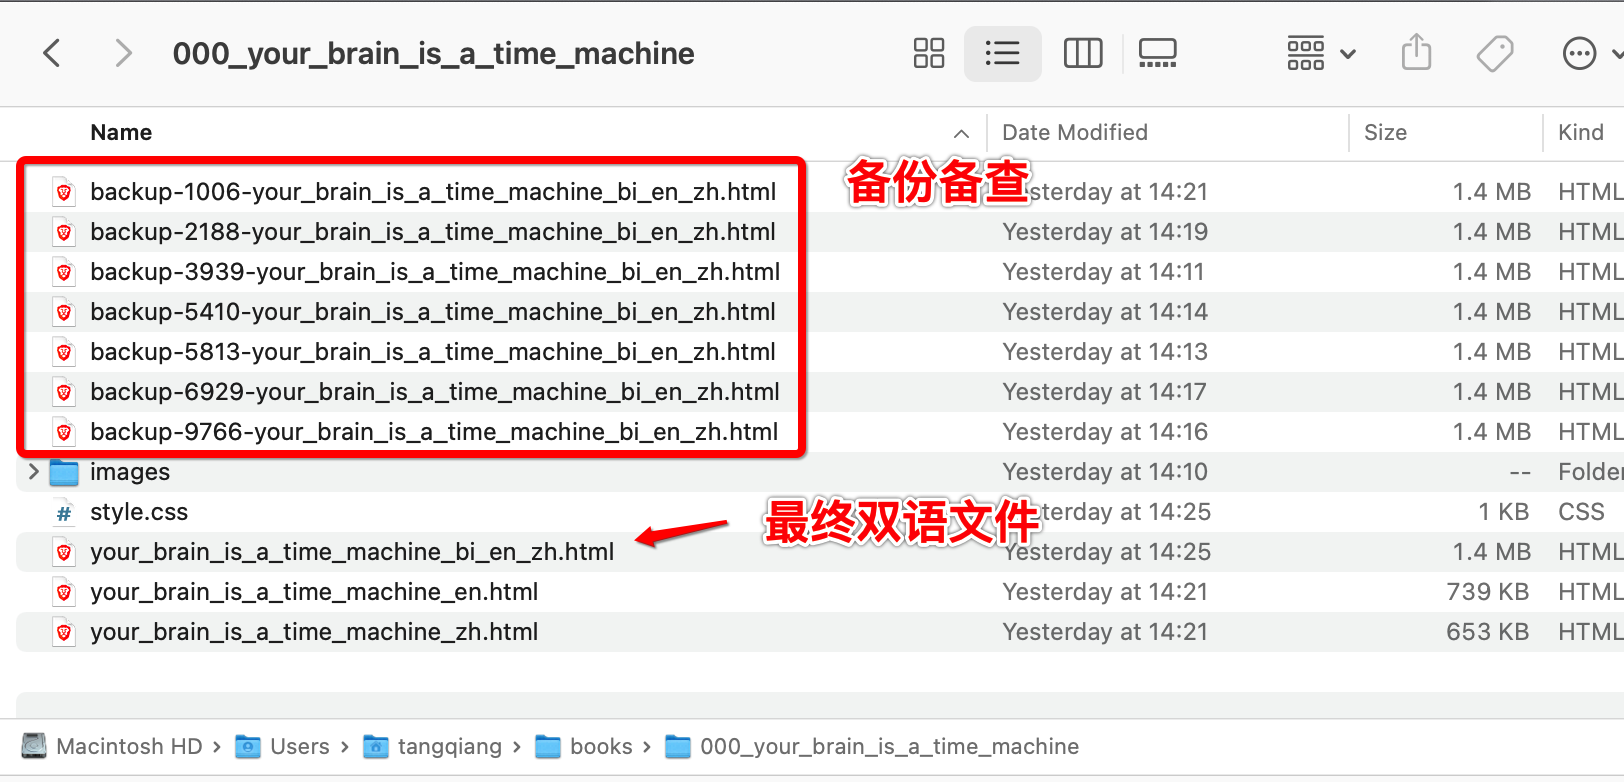 000_your_brain_is_a_time_machine
Name Date Modified Size Kind
备份备查
backup-1006-your_brain_is_a_time_machine_bi_en_zh.html sterday at 14:21 1.4 MB HTML
backup-2188-your_brain_is_a_time_machine_bi_en_zh.html Yesterday at 14:19 1.4 MB HTML
backup-3939-your_brain_is_a_time_machine_bi_en_zh.html Yesterday at 14:11 1.4 MB HTML
backup-5410-your_brain_is_a_time_machine_bi_en_zh.html Yesterday at 14:14 1.4 MB HTML
backup-5813-your_brain_is_a_time_machine_bi_en_zh.html Yesterday at 14:13 1.4 MB HTML
backup-6929-your_brain_is_a_time_machine_bi_en_zh.html Yesterday at 14:17 1.4 MB HTML
backup-9766-your_brain_is_a_time_machine_bi_en_zh.html Yesterday at 14:16 1.4 MB HTML
images Yesterday at 14:10 -- Folder
# style.css terday at 14:25 1 KB CSS
最终双语文件
your_brain_is_a_time_machine_bi_en_zh.html Yesterday at 14:25 1.4 MB HTML
your_brain_is_a_time_machine_en.html Yesterday at 14:21 739 KB HTML
your_brain_is_a_time_machine_zh.html Yesterday at 14:21 653 KB HTML
Macintosh HD › Users › tangqiang › books › 000_your_brain_is_a_time_machine